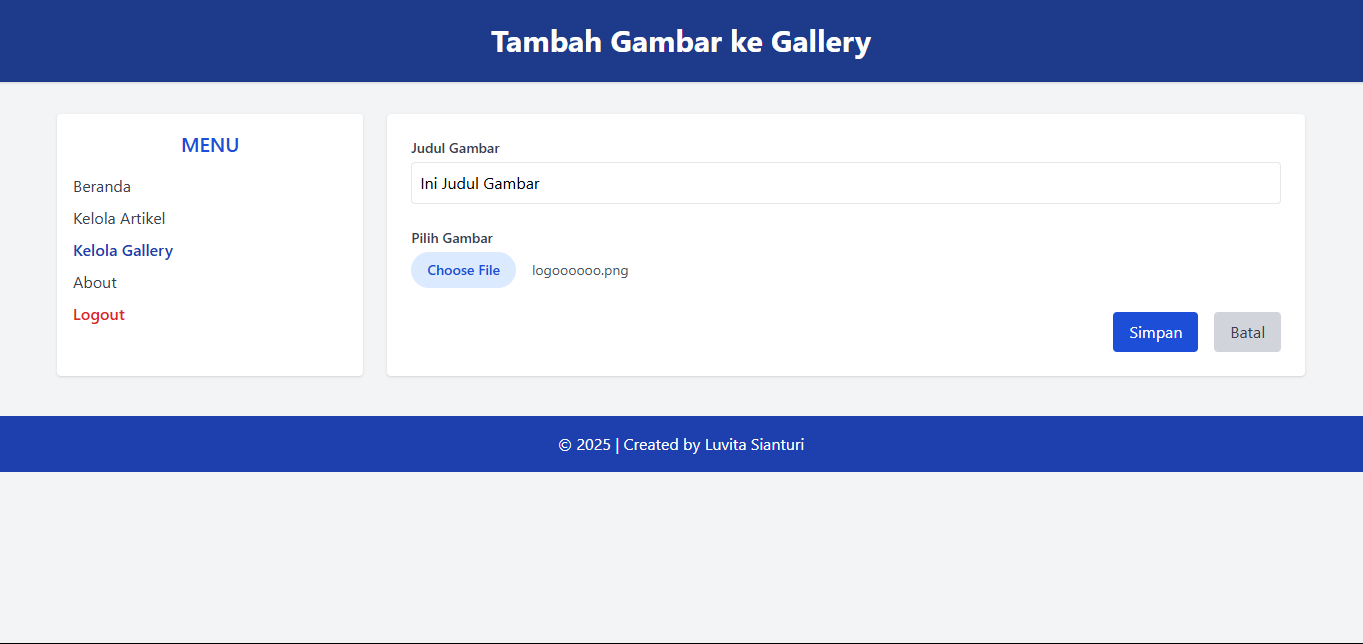 Tambah Gambar ke Gallery
MENU
Beranda
Kelola Artikel
Kelola Gallery
About
Logout
Judul Gambar
Ini Judul Gambar
Pilih Gambar
Choose File logoooooo.png
Simpan Batal
© 2025 | Created by Luvita Sianturi